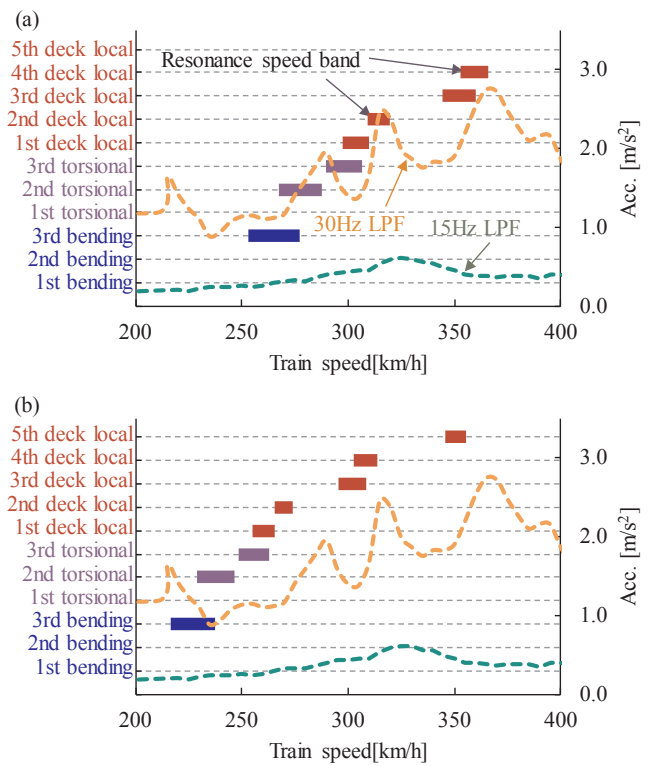 (a)
5th deck local
4th deck local
3rd deck local
2nd deck local
1st deck local
3rd torsional
2nd torsional
1st torsional
3rd bending
2nd bending
1st bending
Resonance speed band
30Hz LPF
15Hz LPF
3.0
2.0
1.0
0.0
Acc. [m/s²]
200 250 300 350 400
Train speed[km/h]
(b)
5th deck local
4th deck local
3rd deck local
2nd deck local
1st deck local
3rd torsional
2nd torsional
1st torsional
3rd bending
2nd bending
1st bending
3.0
2.0
1.0
0.0
Acc. [m/s²]
200 250 300 350 400
Train speed[km/h]